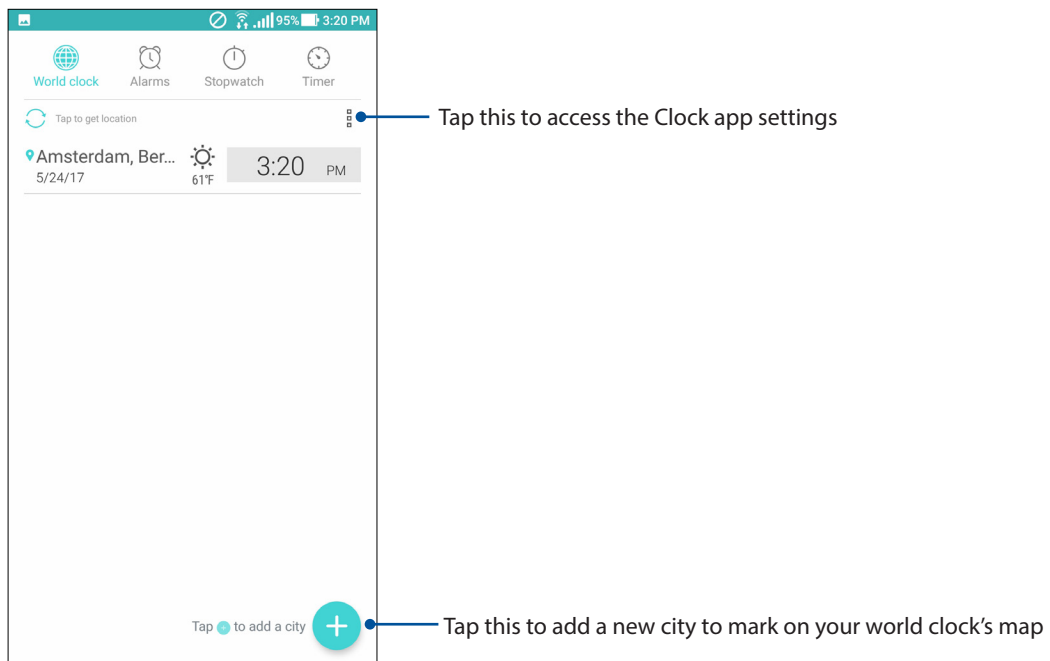 95% 3:20 PM
World clock Alarms Stopwatch Timer
Tap to get location
Tap this to access the Clock app settings
Amsterdam, Ber...
5/24/17
61°F
3:20 PM
Tap + to add a city
Tap this to add a new city to mark on your world clock’s map